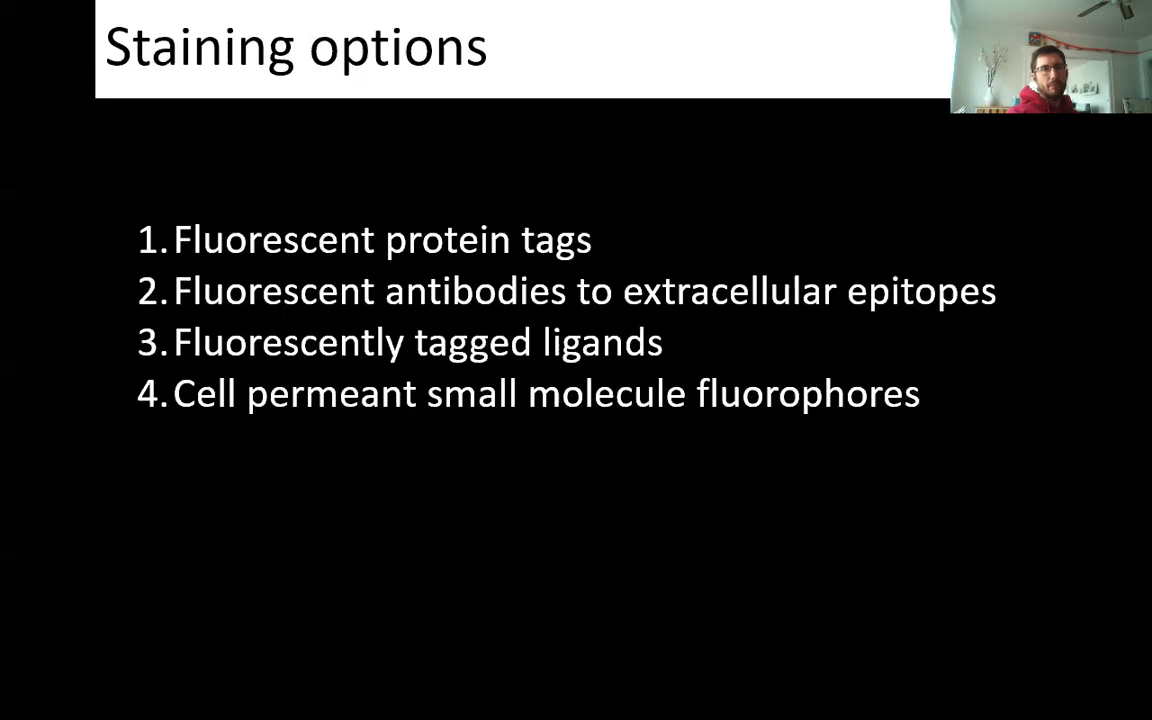 Staining options
1. Fluorescent protein tags
2. Fluorescent antibodies to extracellular epitopes
3. Fluorescently tagged ligands
4. Cell permeant small molecule fluorophores